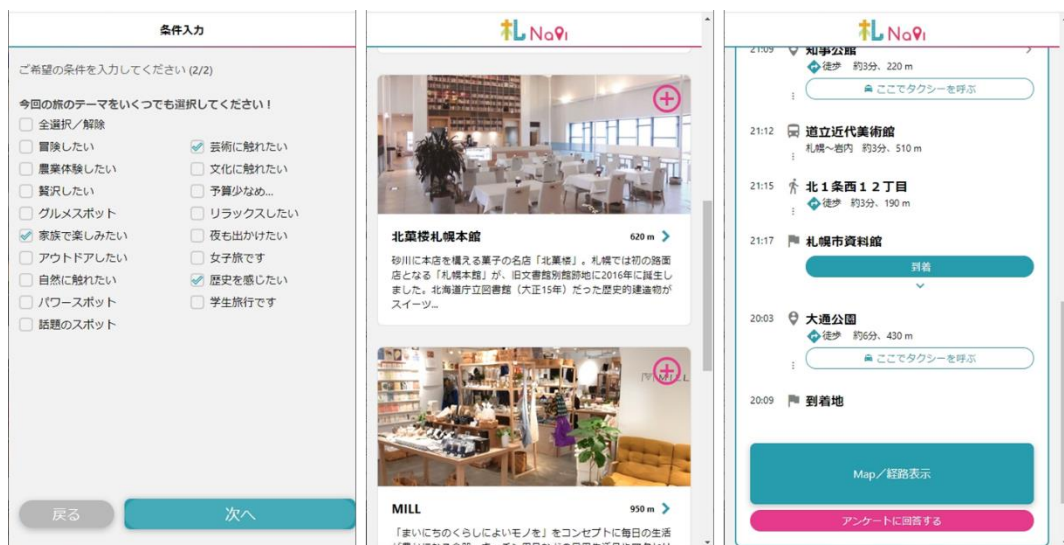 条件入力
ご希望の条件を入力してください (2/2)
今回の旅のテーマをいくつでも選択してください！
全選択／解除
冒険したい
芸術に触れたい
農業体験したい
文化に触れたい
贅沢したい
予算少なめ...
グルメスポット
リラックスしたい
家族で楽しみたい
夜も出かけたい
アウトドアしたい
女子旅です
自然に触れたい
歴史を感じたい
パワースポット
学生旅行です
話題のスポット
戻る
次へ
札 Navi
北菓楼札幌本館
620 m
砂川に本店を構える菓子の名店「北菓楼」。札幌では初の路面
店となる「札幌本館」が、旧文書館別館跡地に2016年に誕生し
ました。北海道庁立図書館（大正15年）だった歴史的建造物が
スイーツ...
MILL
MILL
950 m
「まいにちのくらしによいモノを」をコンセプトに毎日の生活
札 Navi
21:09 知事公館
徒歩 約3分、220 m
ここでタクシーを呼ぶ
21:12 道立近代美術館
札幌～岩内 約3分、510 m
21:15 北１条西１２丁目
徒歩 約3分、190 m
21:17 札幌市資料館
到着
20:03 大通公園
徒歩 約6分、430 m
ここでタクシーを呼ぶ
20:09 到着地
Map／経路表示
アンケートに回答する